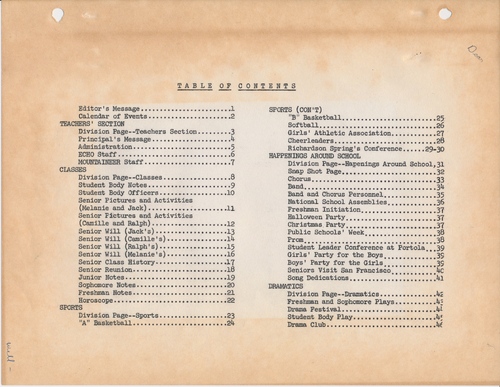 TABLE OF CONTENTS
Editor's Message....................1
Calendar of Events..................2
TEACHERS' SECTION
Division Page--Teachers Section.......3
Principal's Message.................4
Administration......................5
ECHO Staff..........................6
MOUNTAINEER Staff...................7
CLASSES
Division Page--Classes..............8
Student Body Notes..................9
Student Body Officers..............10
Senior Pictures and Activities
(Melanie and Jack).................11
Senior Pictures and Activities
(Camille and Ralph)................12
Senior Will (Jack's)...............13
Senior Will (Camille's)............14
Senior Will (Ralph's)..............15
Senior Will (Melanie's)............16
Senior Class History...............17
Senior Reunion.....................18
Junior Notes.......................19
Sophomore Notes....................20
Freshman Notes.....................21
Horoscope..........................22
SPORTS
Division Page--Sports..............23
"A" Basketball.....................24
SPORTS (CON'T)
"B" Basketball.....................25
Softball...........................26
Girls' Athletic Association........27
Cheerlenders.......................28
Richardson Spring's Conference.....29-30
HAPPENINGS AROUND SCHOOL
Division Page--Hapenings Around School.31
Snap Shot Page.....................32
Chorus.............................33
Band...............................34
Band and Chorus Personnel..........35
National School Assemblies.........36
Freshman Initiation................37
Halloween Party....................37
Christmas Party....................37
Public Schools' Week...............38
Prom...............................38
Student Leader Conference at Portola..39
Girls' Party for the Boys..........39
Boys' Party for the Girls..........39
Seniors Visit San Francisco........40
Song Dedications...................41
DRAMATICS
Division Page--Dramatics...........42
Freshman and Sophomore Plays.......4
Drama Festival.....................4
Student Body Play..................4
Drama Club.........................4